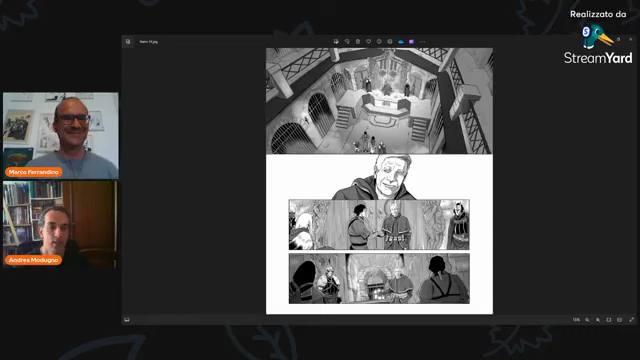 Realizzato da
StreamYard
Marco Ferrandino
Andrea Modugno